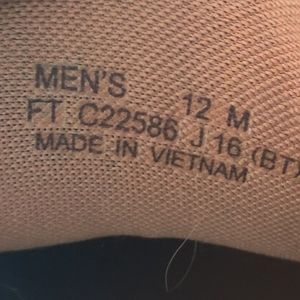 MEN'S 12 M
FT C22586 J 16 (BT)
MADE IN VIETNAM